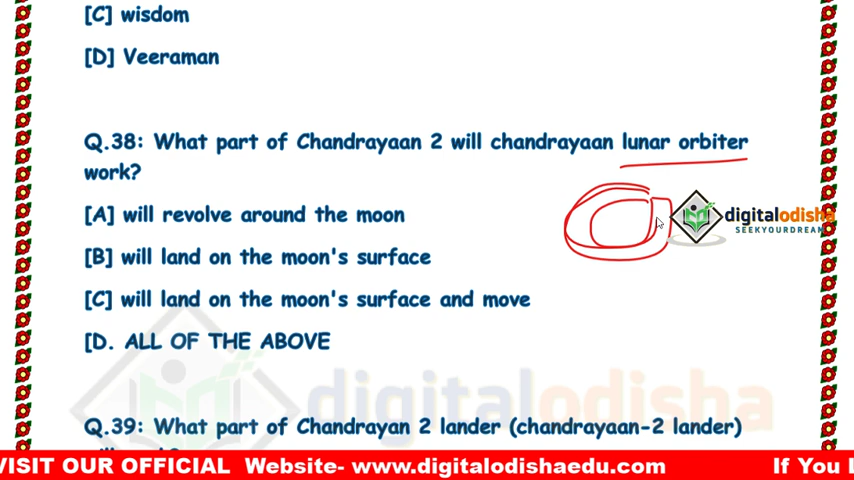 [C] wisdom
[D] Veeraman
Q.38: What part of Chandrayaan 2 will chandrayaan lunar orbiter
work?
[A] will revolve around the moon
digitalodisha
SEEKYOURDREAM
[B] will land on the moon's surface
[C] will land on the moon's surface and move
[D. ALL OF THE ABOVE
digitalodisha
Q.39: What part of Chandrayan 2 lander (chandrayaan-2 lander)
VISIT OUR OFFICIAL Website- www.digitalodishaedu.com If You